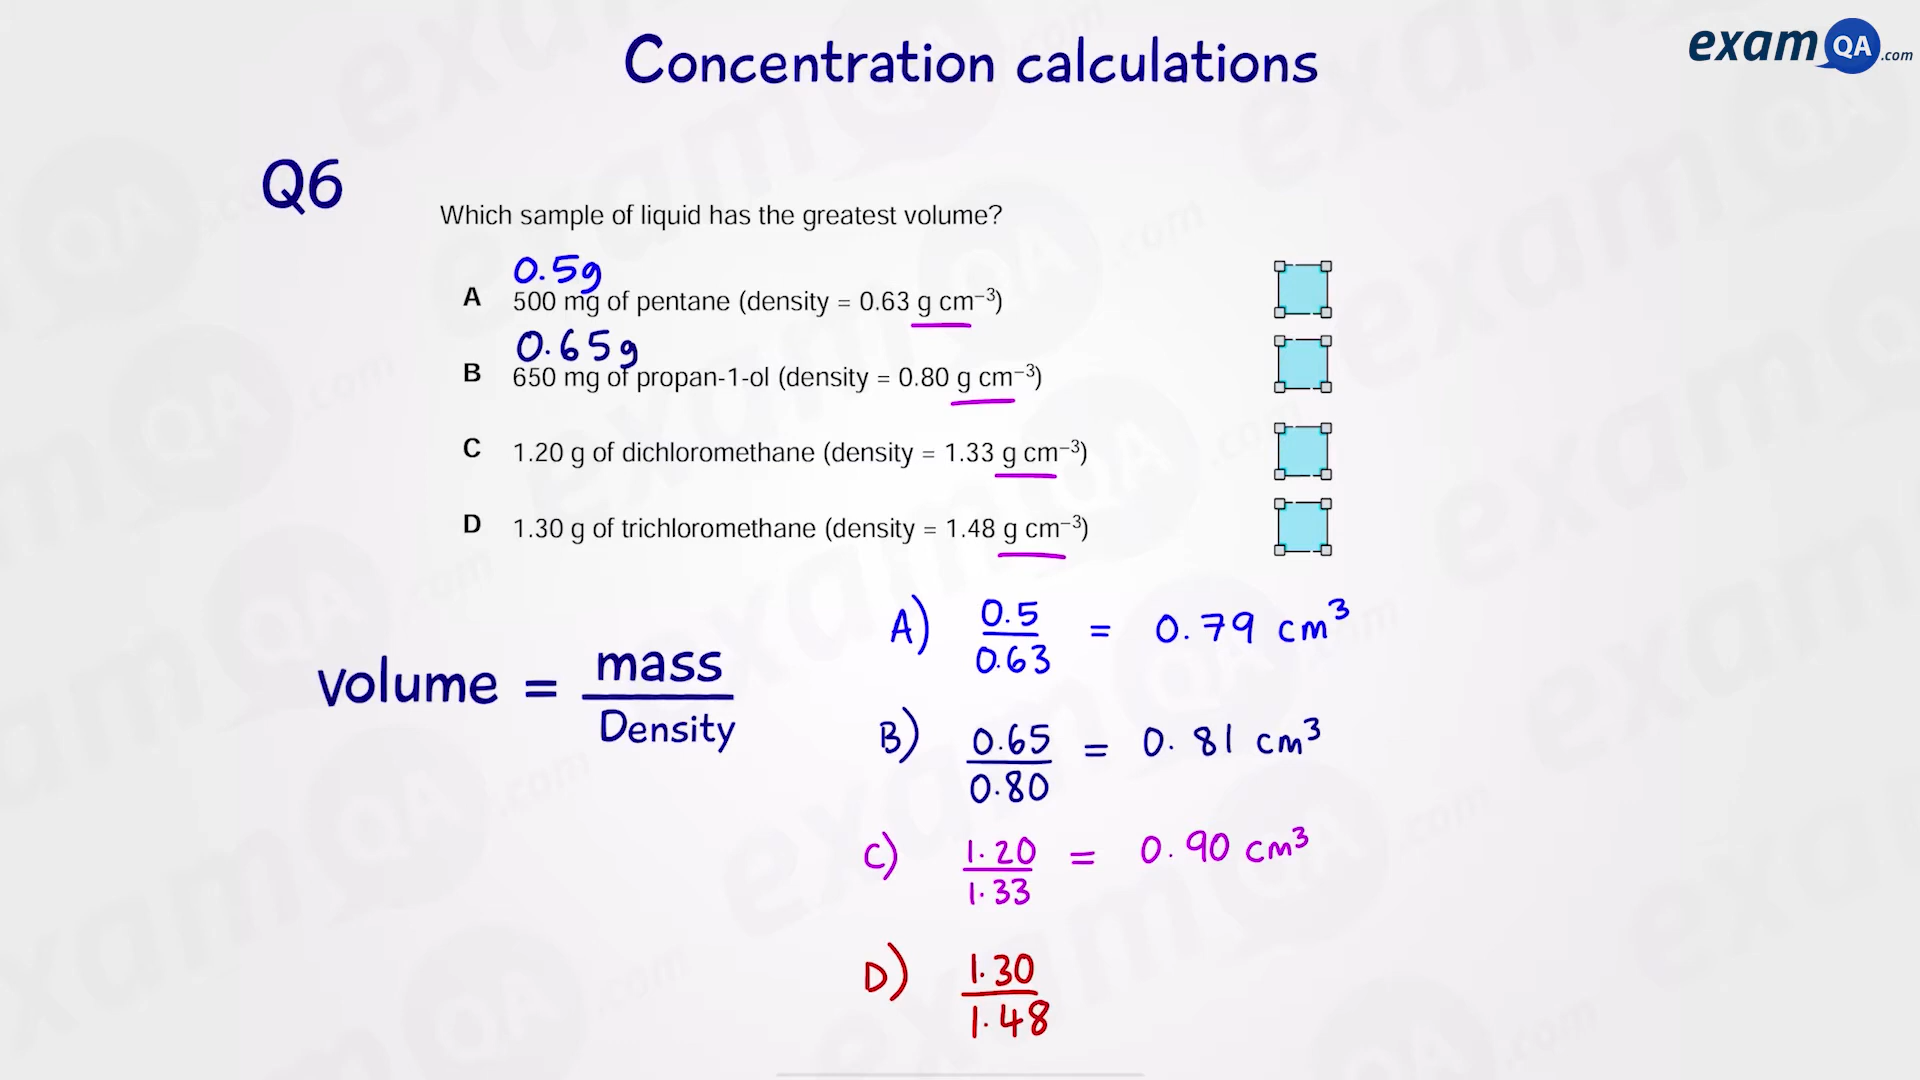 Concentration calculations
examQA.com
Q6
Which sample of liquid has the greatest volume?
0.5g
A 500 mg of pentane (density = 0.63 g cm⁻³)
0.65g
B 650 mg of propan-1-ol (density = 0.80 g cm⁻³)
C 1.20 g of dichloromethane (density = 1.33 g cm⁻³)
D 1.30 g of trichloromethane (density = 1.48 g cm⁻³)
A) 0.5 / 0.63 = 0.79 cm³
volume = mass / Density
B) 0.65 / 0.80 = 0.81 cm³
C) 1.20 / 1.33 = 0.90 cm³
D) 1.30 / 1.48